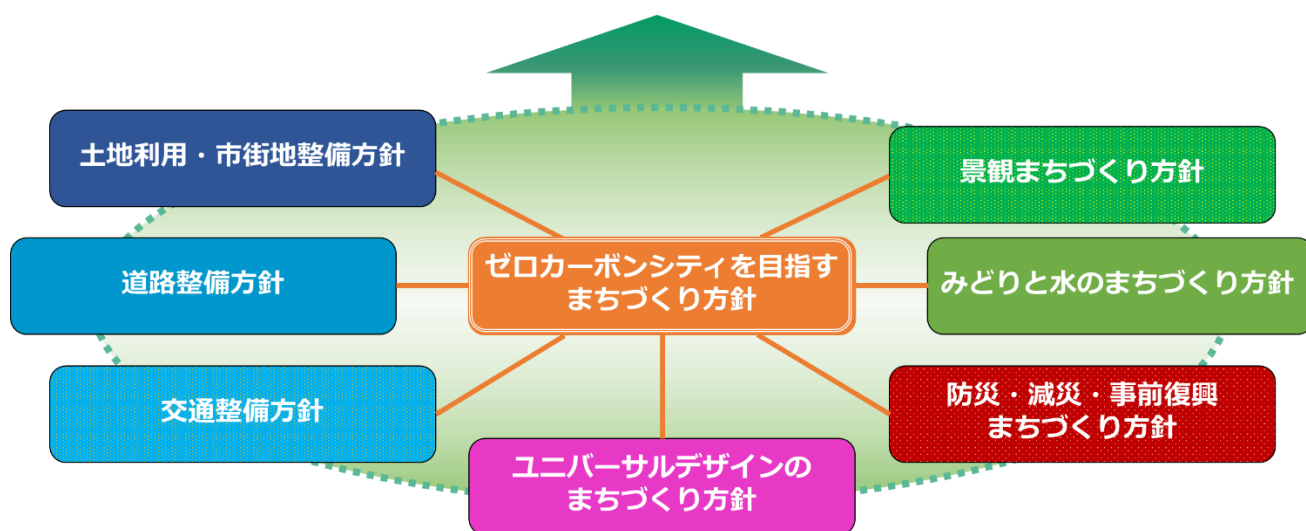 土地利用・市街地整備方針
景観まちづくり方針
ゼロカーボンシティを目指す
まちづくり方針
道路整備方針
みどりと水のまちづくり方針
交通整備方針
防災・減災・事前復興
まちづくり方針
ユニバーサルデザインの
まちづくり方針